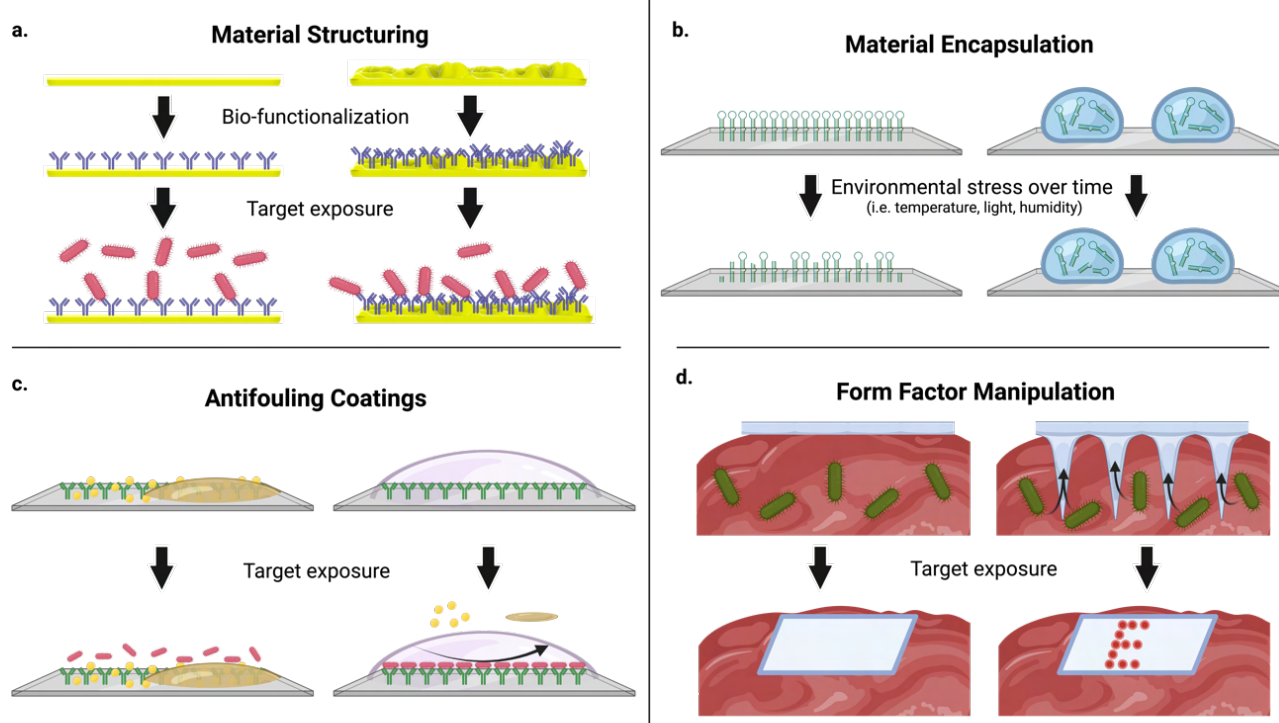 a.
Material Structuring
Bio-functionalization
Target exposure
b.
Material Encapsulation
Environmental stress over time
(i.e. temperature, light, humidity)
c.
Antifouling Coatings
Target exposure
d.
Form Factor Manipulation
Target exposure
E